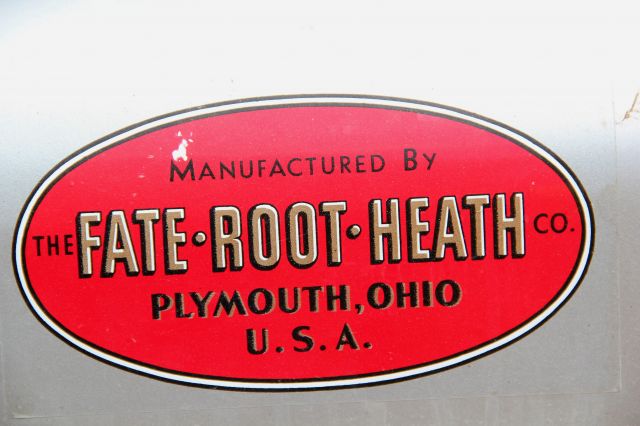 MANUFACTURED BY
THE FATE·ROOT·HEATH CO.
PLYMOUTH, OHIO
U.S.A.